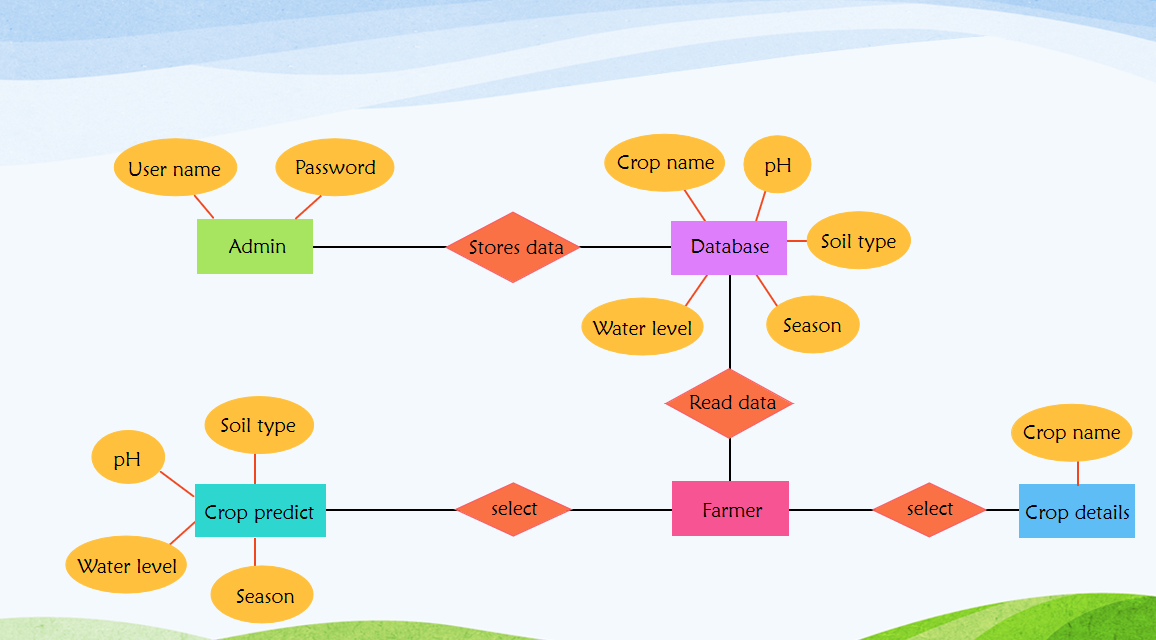 User name
Password
Crop name
pH
Admin
Stores data
Database
Soil type
Water level
Season
Read data
Soil type
pH
Crop name
Crop predict
select
Farmer
select
Crop details
Water level
Season